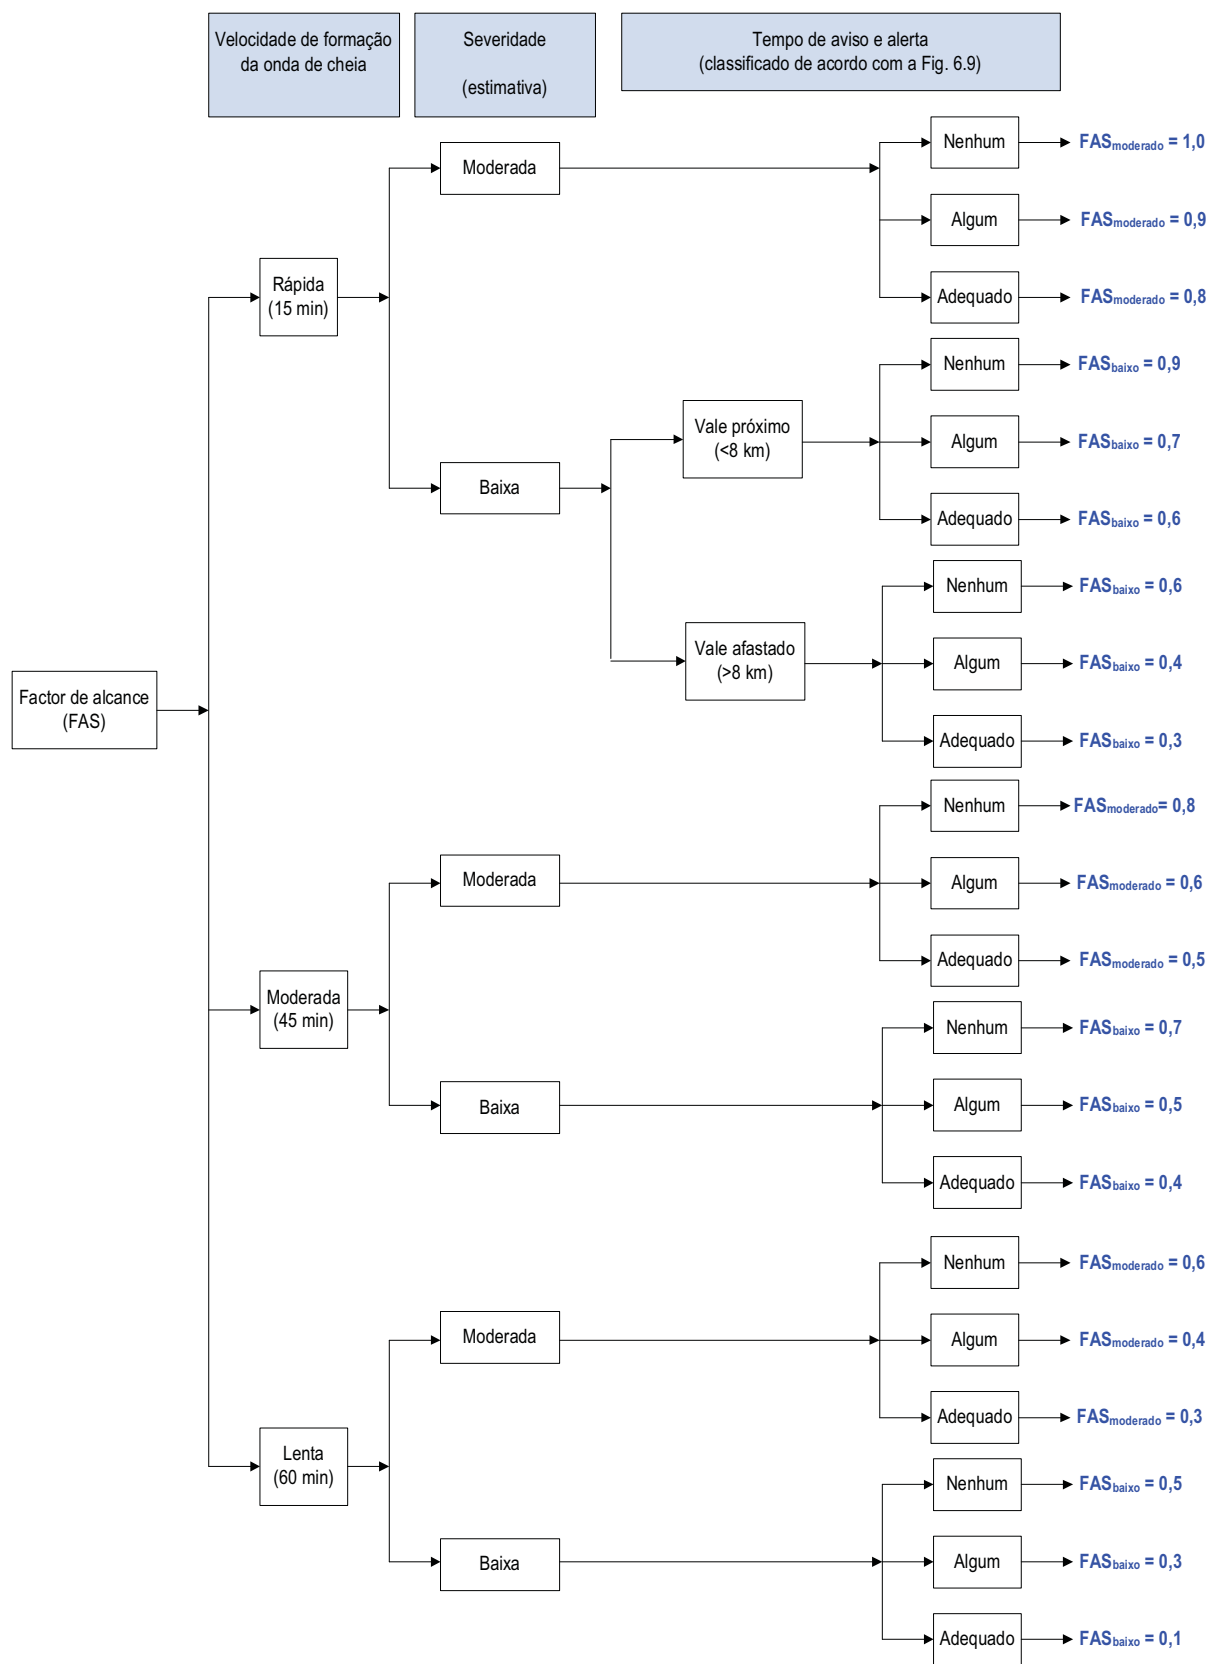 Velocidade de formação
da onda de cheia
Severidade
(estimativa)
Tempo de aviso e alerta
(classificado de acordo com a Fig. 6.9)
Nenhum
FASmoderado = 1,0
Moderada
Algum
FASmoderado = 0,9
Rápida
(15 min)
Adequado
FASmoderado = 0,8
Nenhum
FASbaixo = 0,9
Vale próximo
(<8 km)
Algum
FASbaixo = 0,7
Baixa
Adequado
FASbaixo = 0,6
Nenhum
FASbaixo = 0,6
Vale afastado
(>8 km)
Algum
FASbaixo = 0,4
Factor de alcance
(FAS)
Adequado
FASbaixo = 0,3
Nenhum
FASmoderado= 0,8
Moderada
Algum
FASmoderado = 0,6
Adequado
FASmoderado = 0,5
Moderada
(45 min)
Nenhum
FASbaixo = 0,7
Baixa
Algum
FASbaixo = 0,5
Adequado
FASbaixo = 0,4
Nenhum
FASmoderado = 0,6
Moderada
Algum
FASmoderado = 0,4
Adequado
FASmoderado = 0,3
Lenta
(60 min)
Nenhum
FASbaixo = 0,5
Baixa
Algum
FASbaixo = 0,3
Adequado
FASbaixo = 0,1